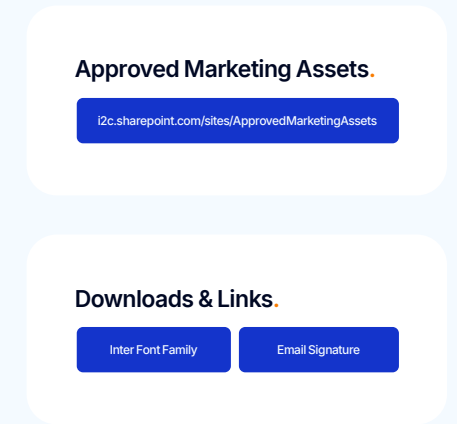 Approved Marketing Assets.
i2c.sharepoint.com/sites/ApprovedMarketingAssets
Downloads & Links.
Inter Font Family
Email Signature